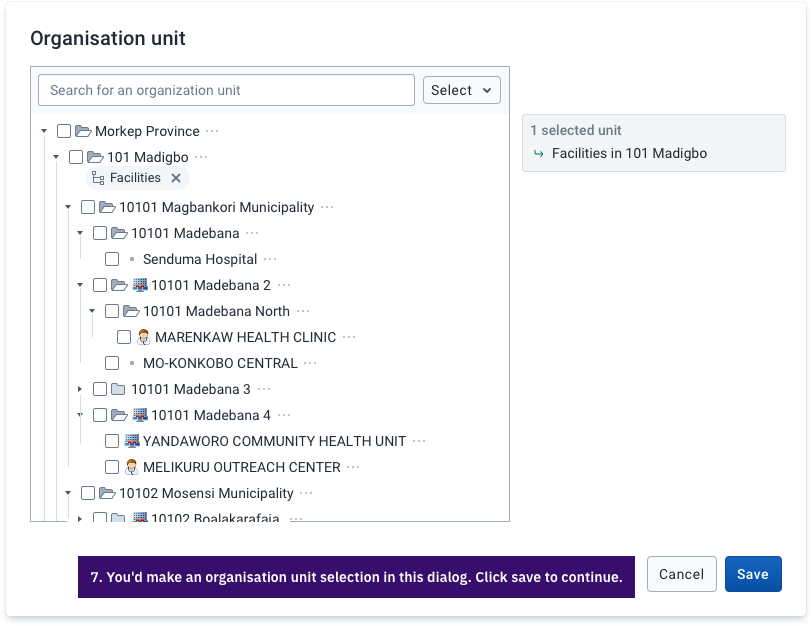 Organisation unit
Search for an organization unit
Select
Morkep Province ···
101 Madigbo ···
Facilities
10101 Magbankori Municipality ···
10101 Madebana ···
Senduma Hospital ···
10101 Madebana 2 ···
10101 Madebana North ···
MARENKAW HEALTH CLINIC ···
MO-KONKOBO CENTRAL ···
10101 Madebana 3 ···
10101 Madebana 4 ···
YANDAWORO COMMUNITY HEALTH UNIT ···
MELIKURU OUTREACH CENTER ···
10102 Mosensi Municipality ···
10102 Boalakarafaia ···
1 selected unit
Facilities in 101 Madigbo
7. You'd make an organisation unit selection in this dialog. Click save to continue.
Cancel
Save